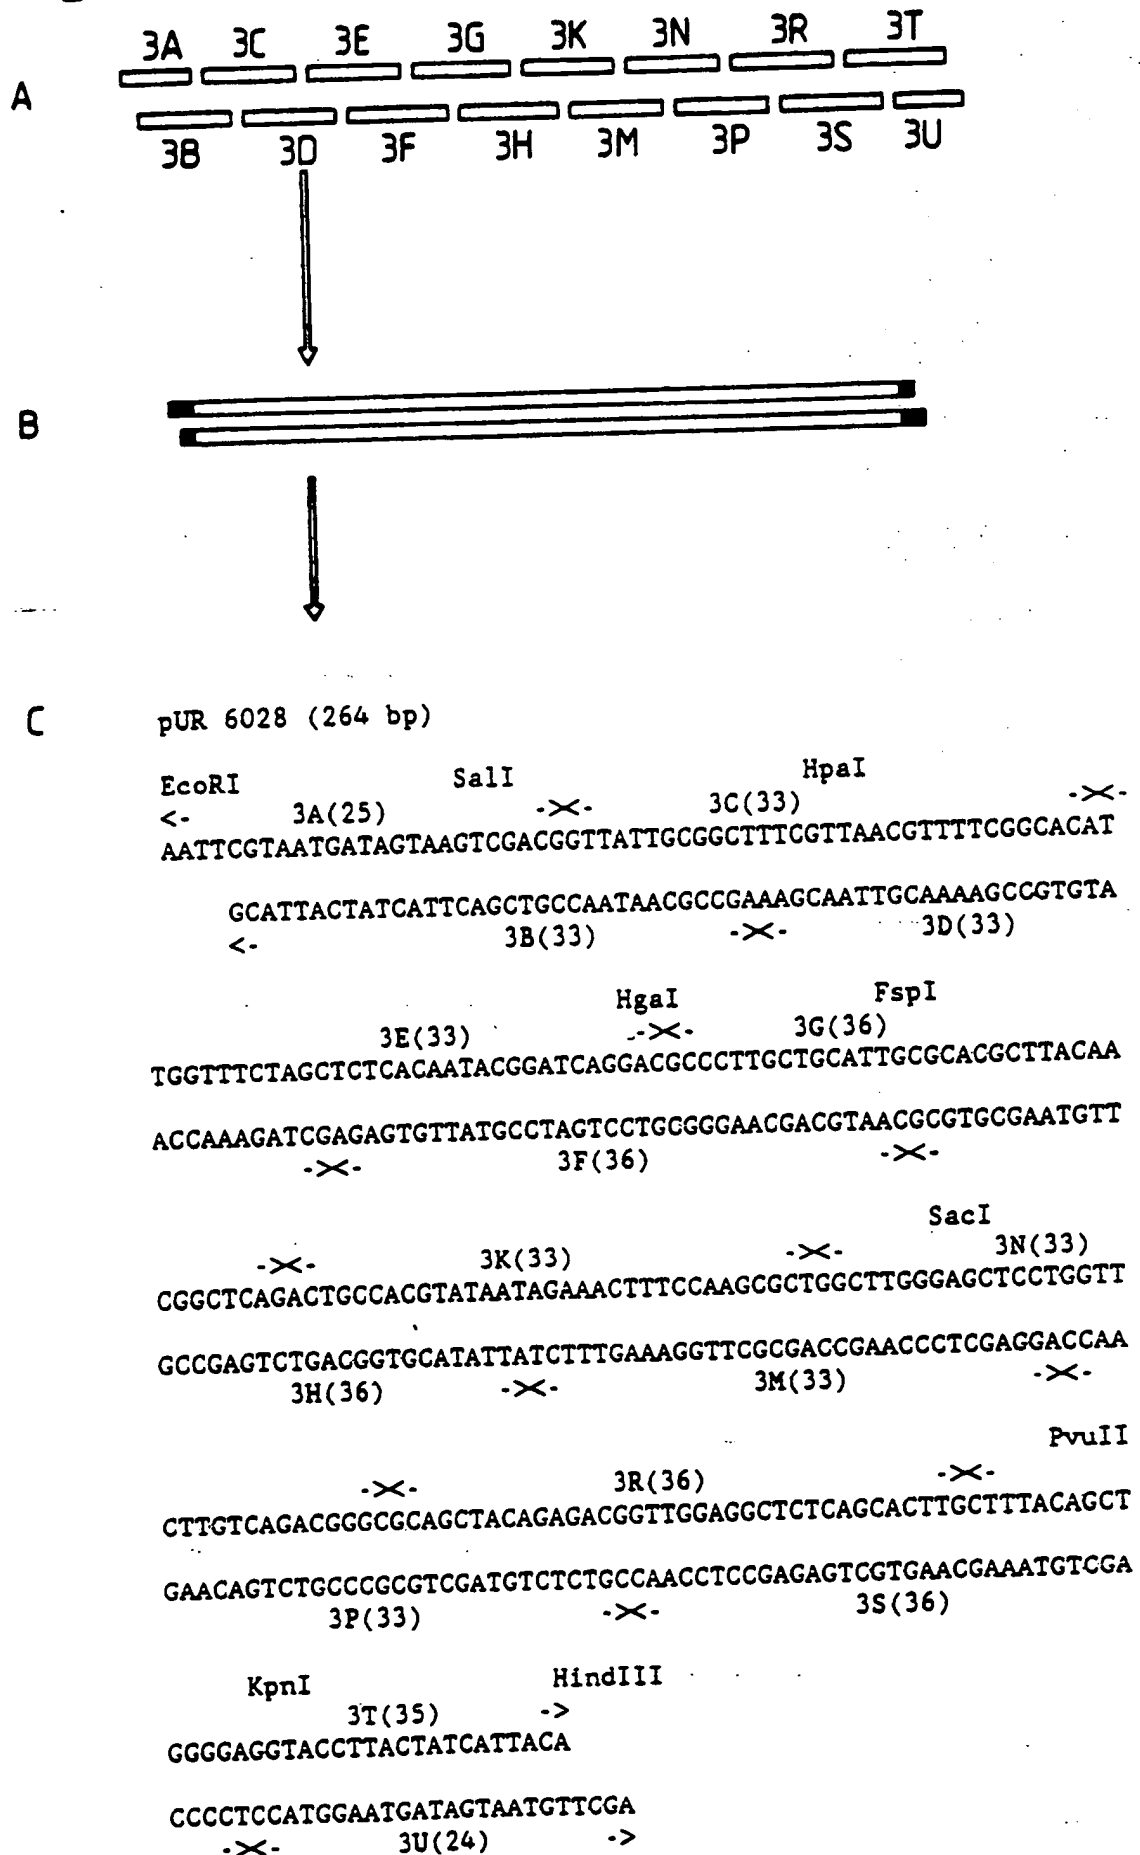 3A 3C 3E 3G 3K 3N 3R 3T
A
3B 3D 3F 3H 3M 3P 3S 3U
B
C pUR 6028 (264 bp)
EcoRI SalI HpaI
<- 3A(25) -><- 3C(33) -><-
AATTCGTAATGATAGTAAGTCGACGGTTATTGCGGCTTTCGTTAACGTTTTCGGCACAT
GCATTACTATCATTCAGCTGCCAATAACGCCGAAAGCAATTGCAAAAGCCGTGTA
<- 3B(33) -><- 3D(33)
HgaI FspI
3E(33) -><- 3G(36)
TGGTTTCTAGCTCTCACAATACGGATCAGGACGCCCTTGCTGCATTGCGCACGCTTACAA
ACCAAAGATCGAGAGTGTTATGCCTAGTCCTGCGGGAACGACGTAACGCGTGCGAATGTT
-><- 3F(36) -><-
SacI
-><- 3K(33) -><- 3N(33)
CGGCTCAGACTGCCACGTATAATAGAAACTTTCCAAGCGCTGGCTTGGGAGCTCCTGGTT
GCCGAGTCTGACGGTGCATATTATCTTTGAAAGGTTCGCGACCGAACCCTCGAGGACCAA
3H(36) -><- 3M(33) -><-
PvuII
-><- 3R(36) -><-
CTTGTCAGACGGGCGCAGCTACAGAGACGGTTGGAGGCTCTCAGCACTTGCTTTACAGCT
GAACAGTCTGCCCGCGTCGATGTCTCTGCCAACCTCCGAGAGTCGTGAACGAAATGTCGA
3P(33) -><- 3S(36)
KpnI HindIII
3T(35) ->
GGGGAGGTACCTTACTATCATTACA
CCCCTCCATGGAATGATAGTAATGTTCGA
-><- 3U(24) ->